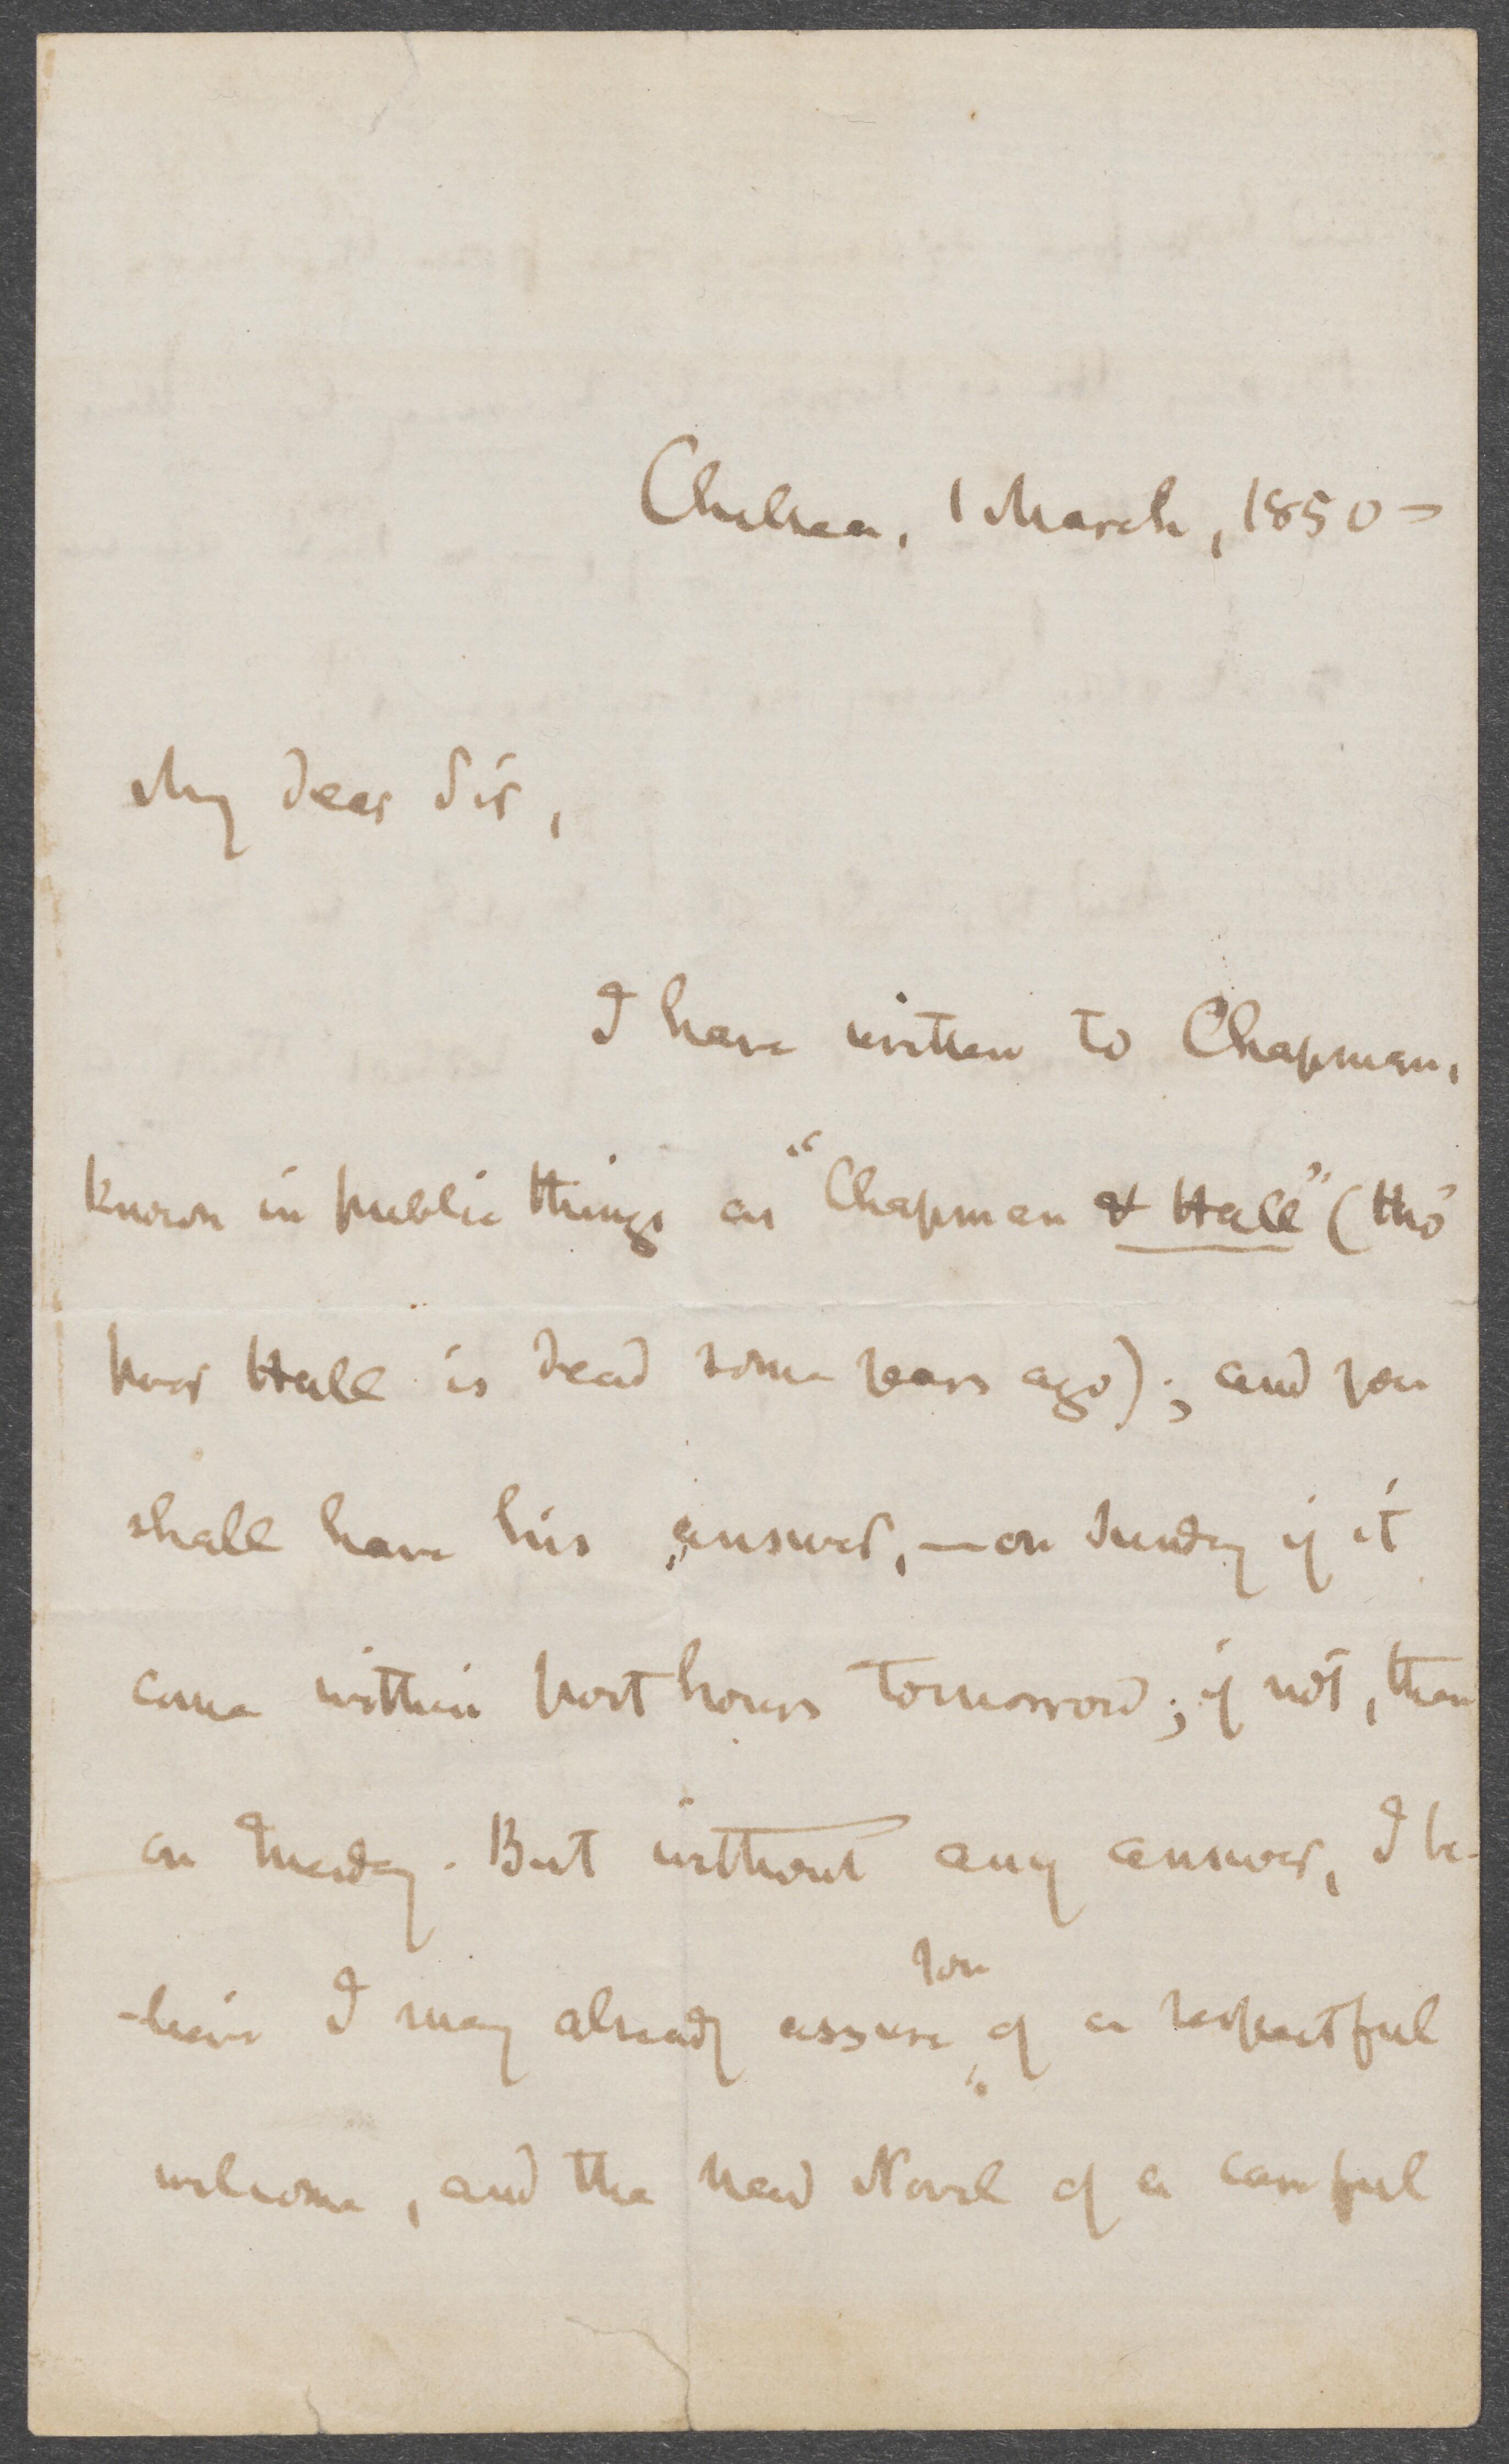 Chelsea, 1 March, 1850 =
My dear Sir,
I have written to Chapman,
known in public things as "Chapman & Hall" (tho'
poor Hall is dead some years ago); and you
shall have his answer, — on Sunday if it
come within post hours tomorrow; if not, then
on Tuesday. But without any answer, I be-
-lieve I may already assure you of a respectful
welcome, and the new Novel of a careful